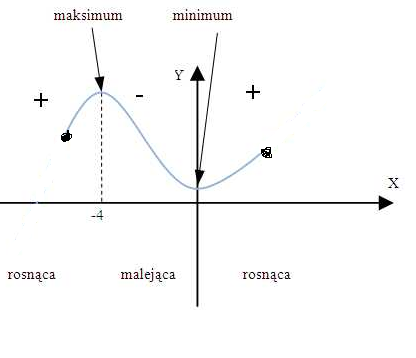 maksimum
minimum
Y
+
-
+
X
-4
rosnąca
malejąca
rosnąca